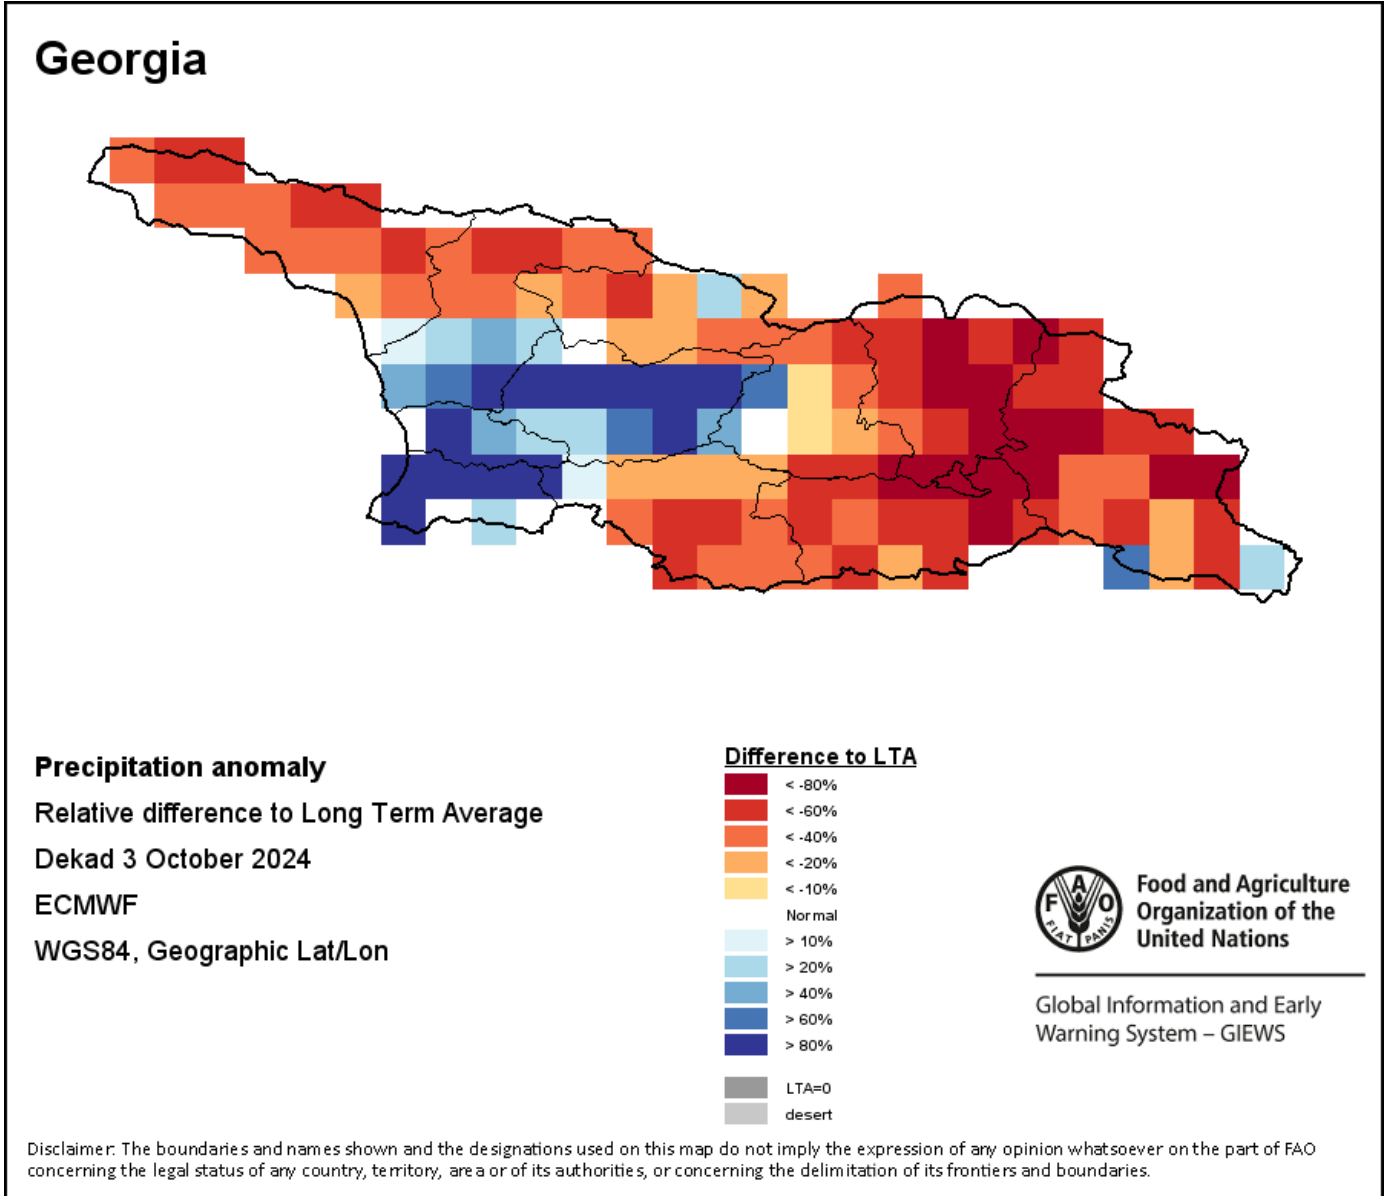 Georgia
Precipitation anomaly
Relative difference to Long Term Average
Dekad 3 October 2024
ECMWF
WGS84, Geographic Lat/Lon
Difference to LTA
< -80%
< -60%
< -40%
< -20%
< -10%
Normal
> 10%
> 20%
> 40%
> 60%
> 80%
LTA=0
desert
F A O
FIAT PANIS
Food and Agriculture
Organization of the
United Nations
Global Information and Early
Warning System – GIEWS
Disclaimer: The boundaries and names shown and the designations used on this map do not imply the expression of any opinion whatsoever on the part of FAO
concerning the legal status of any country, territory, area or of its authorities, or concerning the delimitation of its frontiers and boundaries.